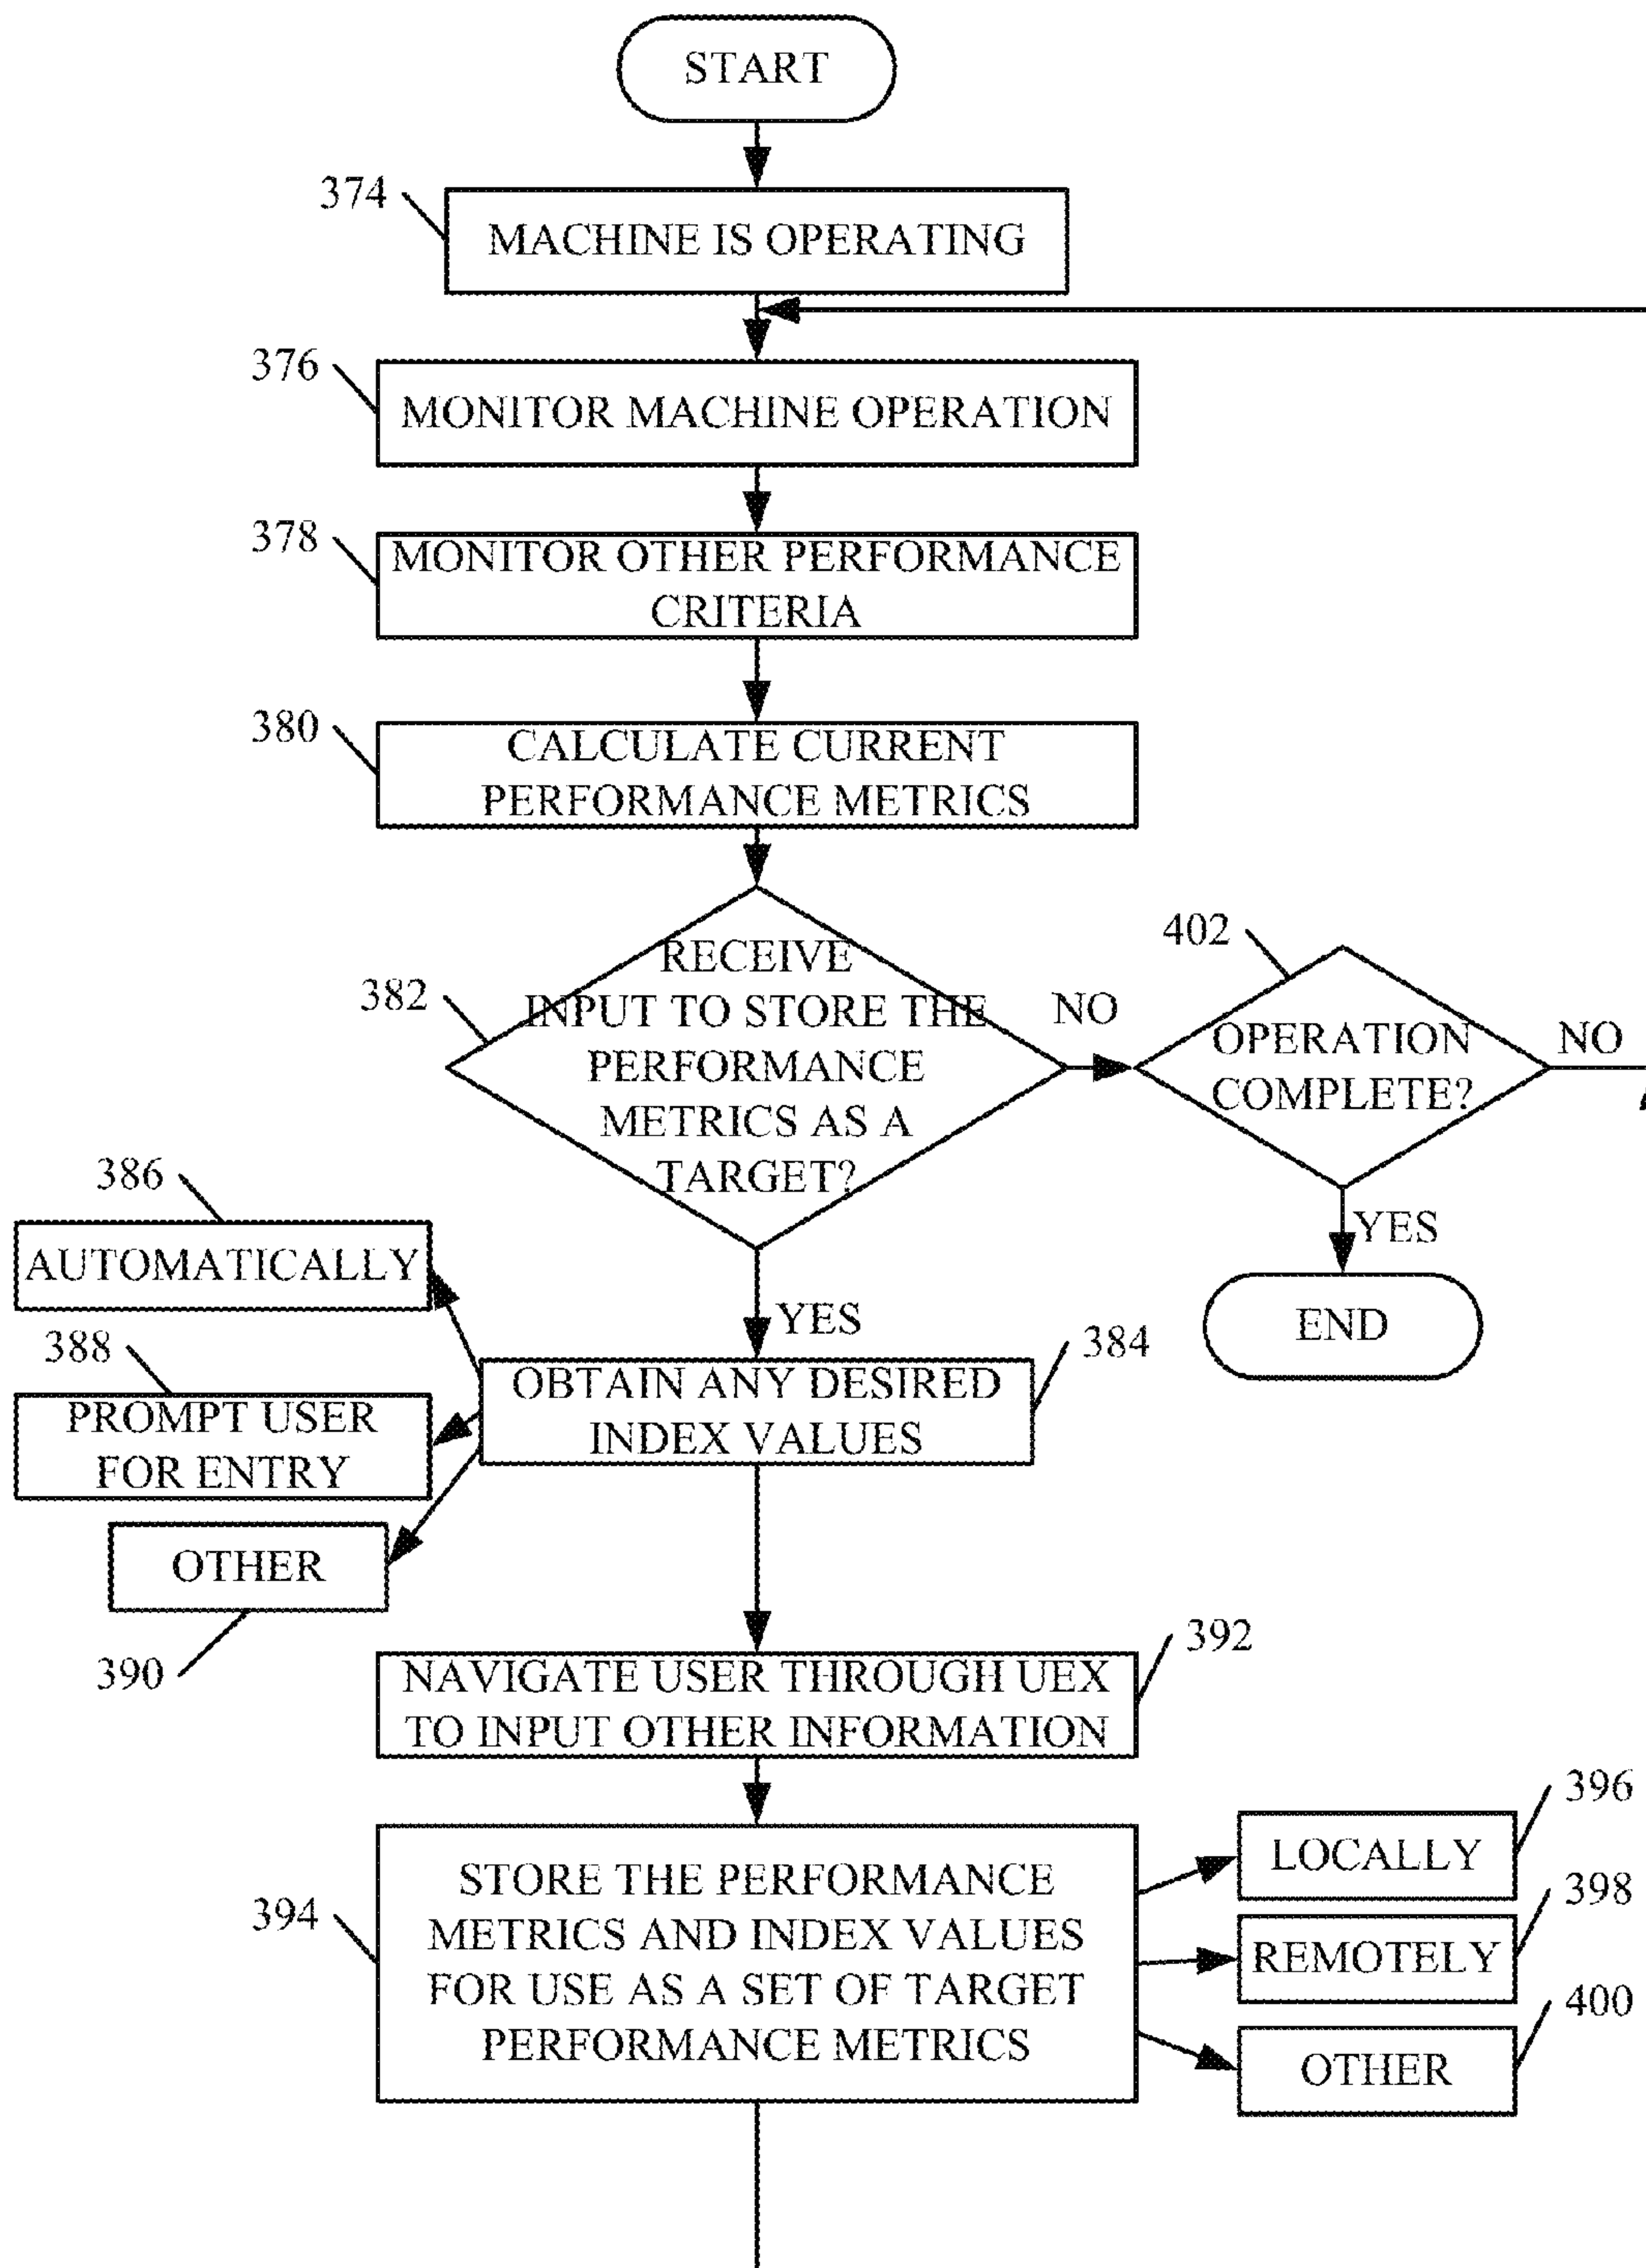 START
374
MACHINE IS OPERATING
376
MONITOR MACHINE OPERATION
378
MONITOR OTHER PERFORMANCE
CRITERIA
380
CALCULATE CURRENT
PERFORMANCE METRICS
382
RECEIVE
INPUT TO STORE THE
PERFORMANCE
METRICS AS A
TARGET?
NO
402
OPERATION
COMPLETE?
NO
YES
END
YES
386
AUTOMATICALLY
388
PROMPT USER
FOR ENTRY
OTHER
390
384
OBTAIN ANY DESIRED
INDEX VALUES
392
NAVIGATE USER THROUGH UEX
TO INPUT OTHER INFORMATION
394
STORE THE PERFORMANCE
METRICS AND INDEX VALUES
FOR USE AS A SET OF TARGET
PERFORMANCE METRICS
396
LOCALLY
398
REMOTELY
400
OTHER